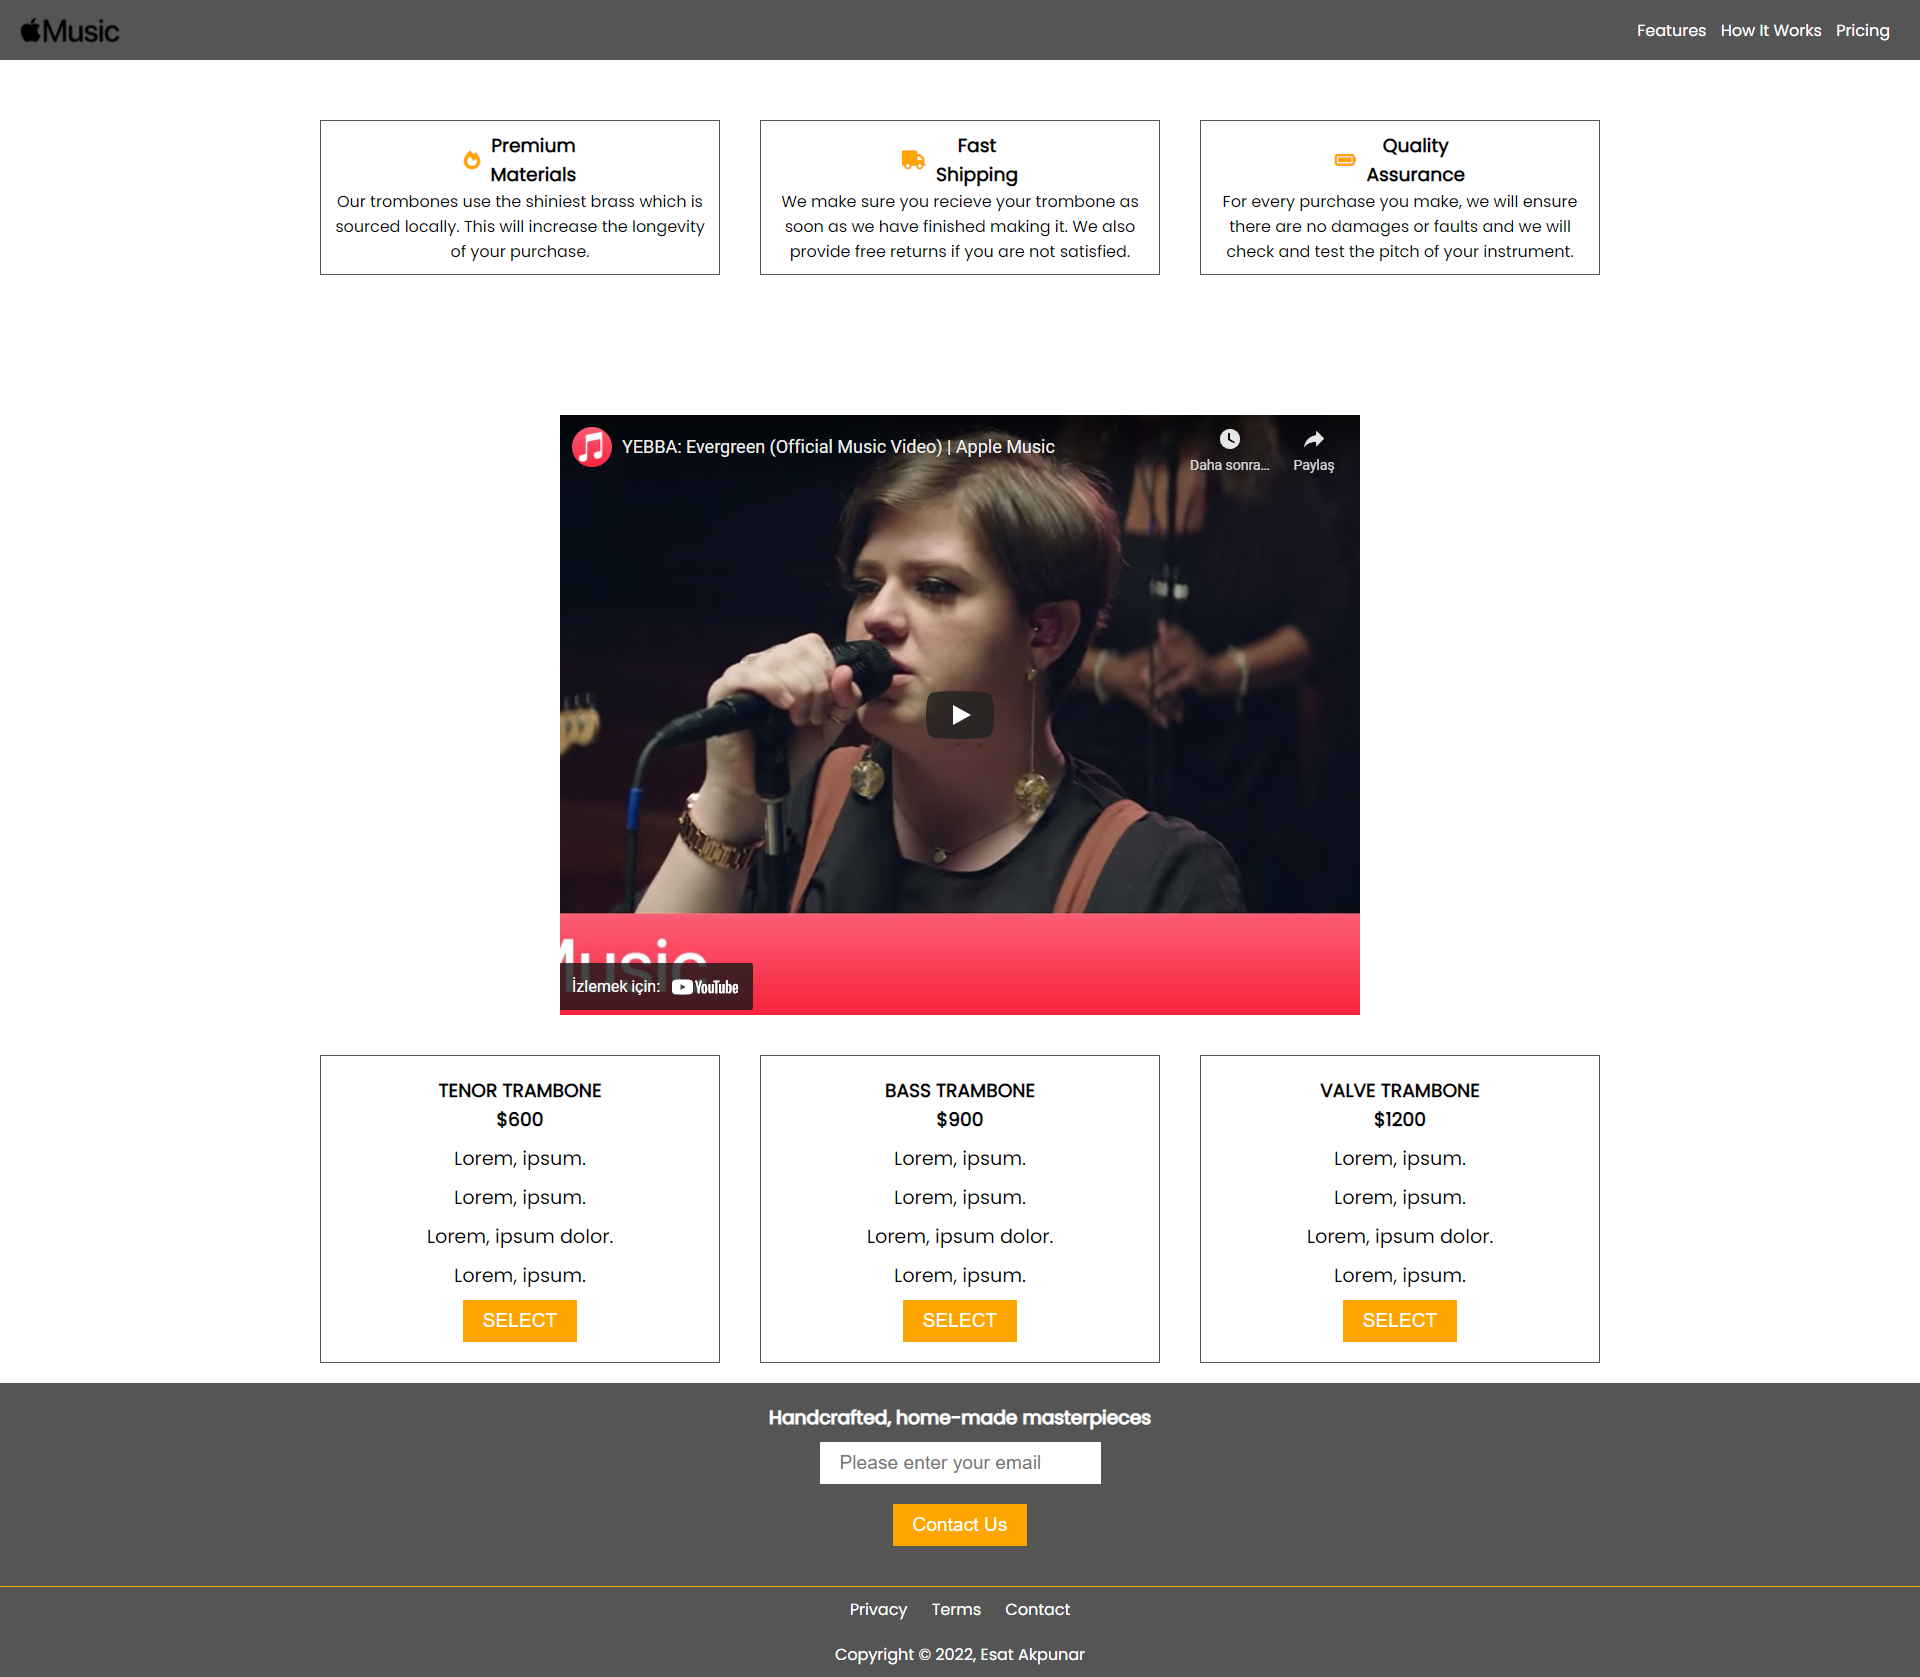 Music
Features How It Works Pricing
Premium
Materials
Our trombones use the shiniest brass which is
sourced locally. This will increase the longevity
of your purchase.
Fast
Shipping
We make sure you recieve your trombone as
soon as we have finished making it. We also
provide free returns if you are not satisfied.
Quality
Assurance
For every purchase you make, we will ensure
there are no damages or faults and we will
check and test the pitch of your instrument.
YEBBA: Evergreen (Official Music Video) | Apple Music
Daha sonra...
Paylaş
Music
İzlemek için: YouTube
TENOR TRAMBONE
$600
Lorem, ipsum.
Lorem, ipsum.
Lorem, ipsum dolor.
Lorem, ipsum.
SELECT
BASS TRAMBONE
$900
Lorem, ipsum.
Lorem, ipsum.
Lorem, ipsum dolor.
Lorem, ipsum.
SELECT
VALVE TRAMBONE
$1200
Lorem, ipsum.
Lorem, ipsum.
Lorem, ipsum dolor.
Lorem, ipsum.
SELECT
Handcrafted, home-made masterpieces
Please enter your email
Contact Us
Privacy Terms Contact
Copyright © 2022, Esat Akpunar